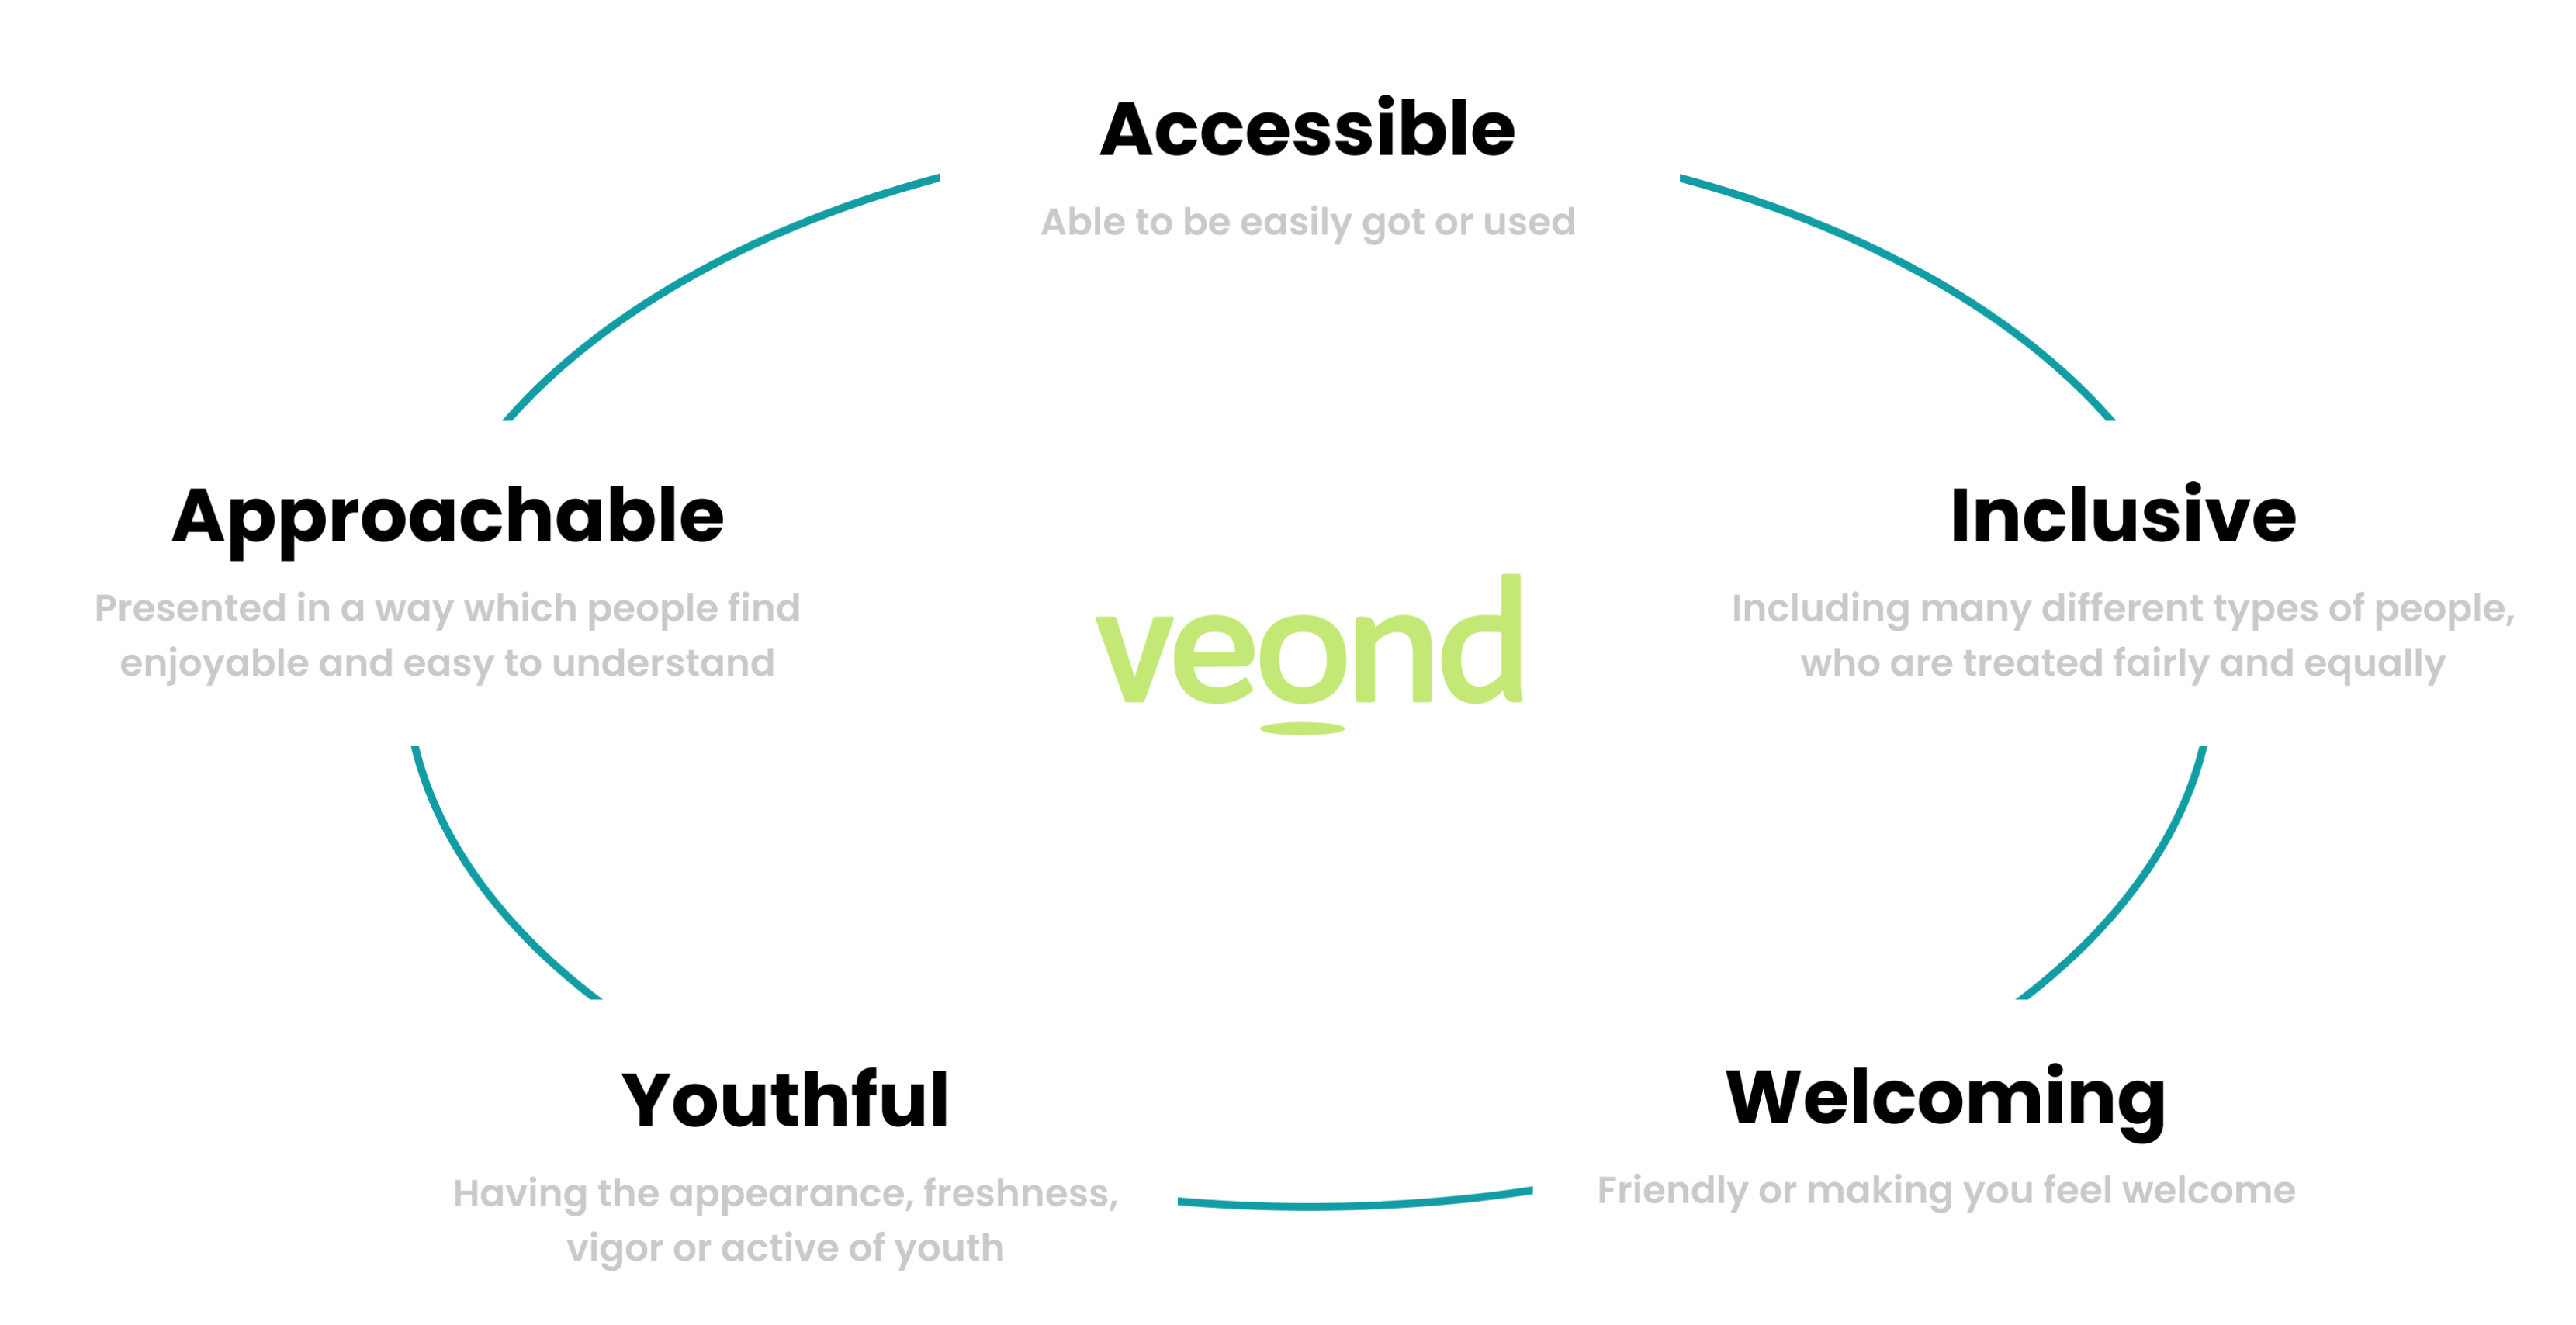 Accessible
Able to be easily got or used
Approachable
Presented in a way which people find
enjoyable and easy to understand
veond
Inclusive
Including many different types of people,
who are treated fairly and equally
Youthful
Having the appearance, freshness,
vigor or active of youth
Welcoming
Friendly or making you feel welcome